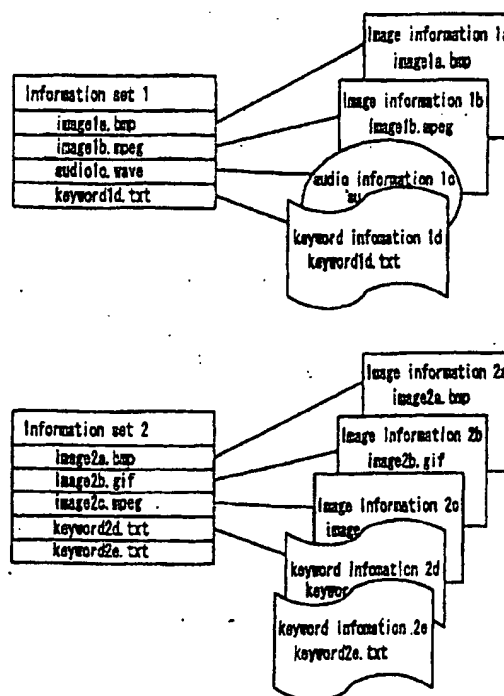 Information set 1
image1a.bmp
image1b.mpeg
audio1c.wave
keyword1d.txt
Image information
image1a.bmp
Image information 1b
image1b.mpeg
audio information 1c
au
keyword infomation 1d
keyword1d.txt
Information set 2
image2a.bmp
image2b.gif
image2c.mpeg
keyword2d.txt
keyword2e.txt
Image information
image2a.bmp
Image information 2b
image2b.gif
Image information 2c
image
keyword infomation 2d
keywor
keyword infomation 2e
keyword2e.txt